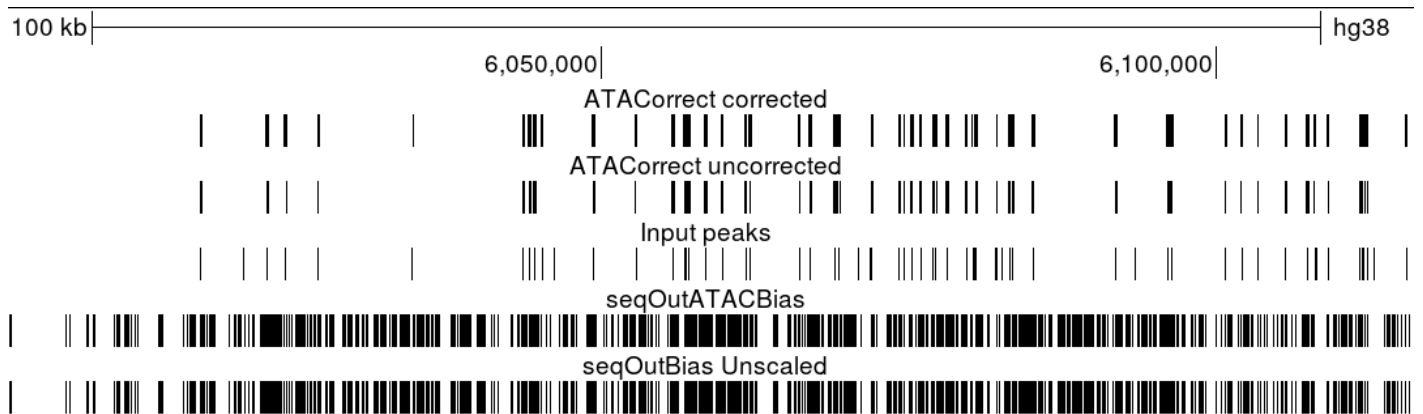 100 kb hg38
6,050,000 6,100,000
ATACorrect corrected
ATACorrect uncorrected
Input peaks
seqOutATACBias
seqOutBias Unscaled